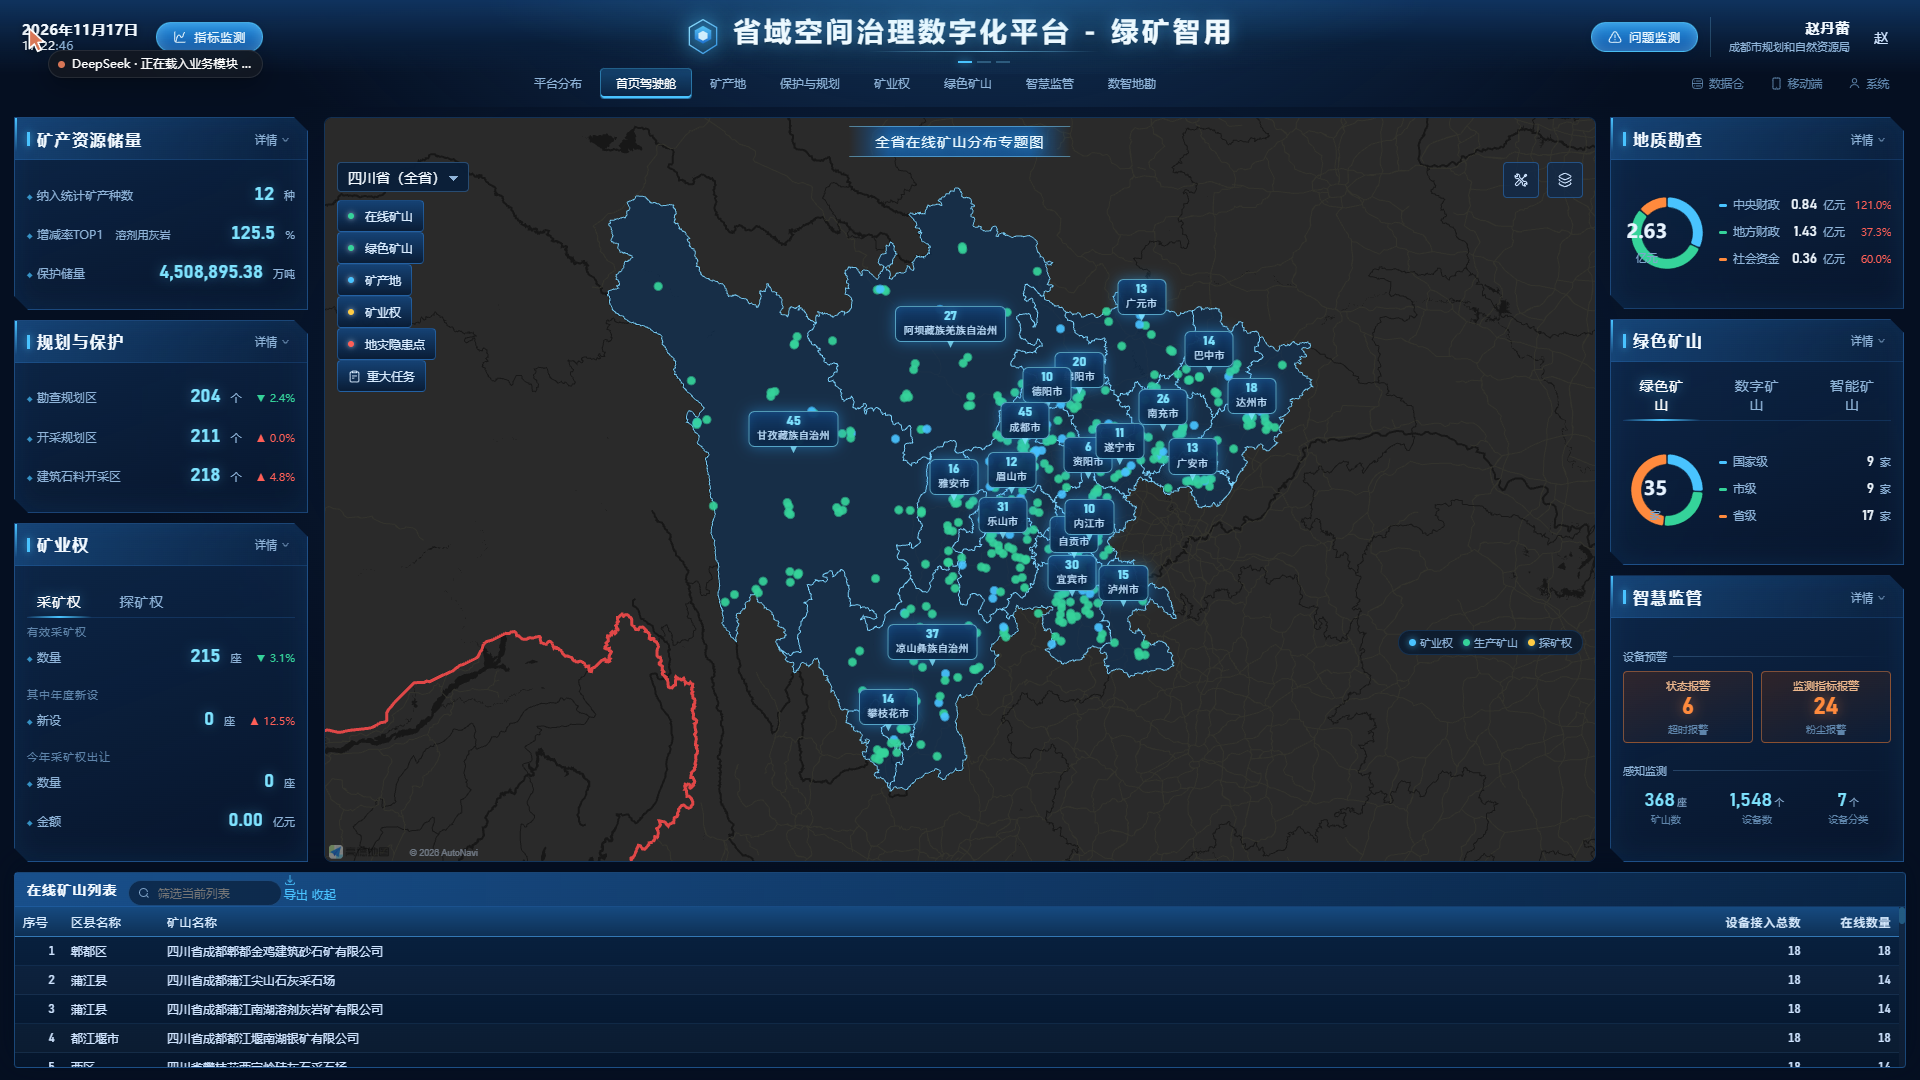 2026年11月17日
:22:46
指标监测
DeepSeek · 正在载入业务模块 ...
省域空间治理数字化平台 - 绿矿智用
问题监测
赵丹蕾
成都市规划和自然资源局
赵
平台分布
首页驾驶舱
矿产地
保护与规划
矿业权
绿色矿山
智慧监管
数智地勘
数据仓
移动端
系统
矿产资源储量
详情
纳入统计矿产种数 12 种
增减率TOP1 溶剂用灰岩 125.5 %
保护储量 4,508,895.38 万吨
规划与保护
详情
勘查规划区 204 个 ▼ 2.4%
开采规划区 211 个 ▲ 0.0%
建筑石料开采区 218 个 ▲ 4.8%
矿业权
详情
采矿权
探矿权
有效采矿权
数量 215 座 ▼ 3.1%
其中年度新设
新设 0 座 ▲ 12.5%
今年采矿权出让
数量 0 座
金额 0.00 亿元
全省在线矿山分布专题图
四川省（全省）
在线矿山
绿色矿山
矿产地
矿业权
地灾隐患点
重大任务
27
阿坝藏族羌族自治州
13
广元市
14
巴中市
20
阳市
10
德阳市
18
达州市
26
南充市
45
成都市
45
甘孜藏族自治州
11
遂宁市
6
资阳市
13
广安市
12
眉山市
16
雅安市
31
乐山市
10
内江市
自贡市
30
宜宾市
15
泸州市
37
凉山彝族自治州
14
攀枝花市
矿业权
生产矿山
探矿权
© 2026 AutoNavi
地质勘查
详情
2.63
亿元
中央财政 0.84 亿元 121.0%
地方财政 1.43 亿元 37.3%
社会资金 0.36 亿元 60.0%
绿色矿山
详情
绿色矿山
数字矿山
智能矿山
35
家
国家级 9 家
市级 9 家
省级 17 家
智慧监管
详情
设备预警
状态报警
6
超时报警
监测指标报警
24
粉尘报警
感知监测
368 座
矿山数
1,548 个
设备数
7 个
设备分类
在线矿山列表
筛选当前列表
导出 收起
序号 区县名称 矿山名称 设备接入总数 在线数量
1 郫都区 四川省成都郫都金鸡建筑砂石矿有限公司 18 18
2 蒲江县 四川省成都蒲江尖山石灰采石场 18 14
3 蒲江县 四川省成都蒲江南湖溶剂灰岩矿有限公司 18 14
4 都江堰市 四川省成都都江堰南湖银矿有限公司 18 18
5 西区 18 14